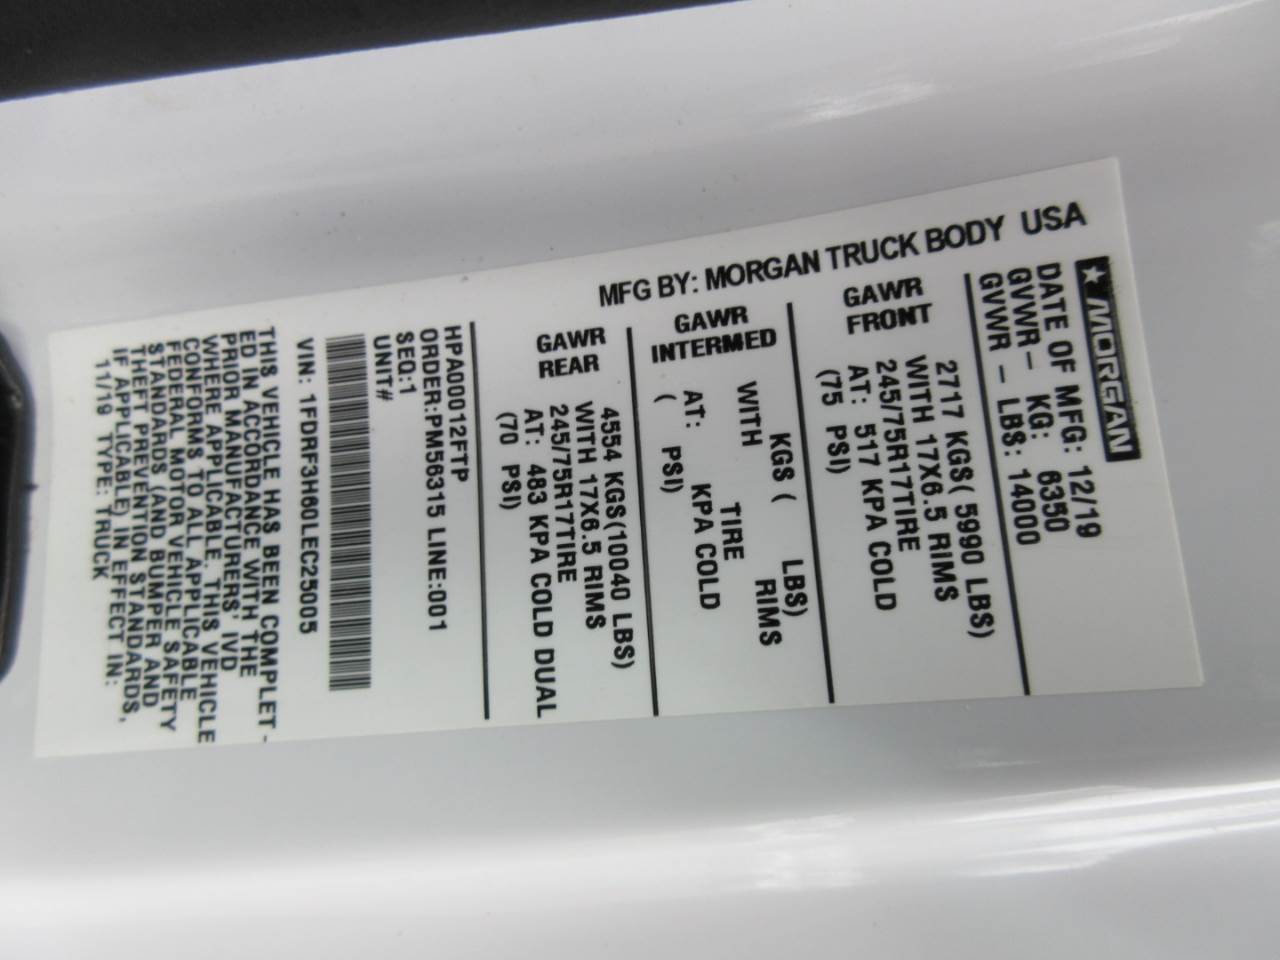 MORGAN
MFG BY: MORGAN TRUCK BODY USA
DATE OF MFG: 12/19
GVWR- KG: 6350
GVWR - LBS: 14000
GAWR
FRONT
2717 KGS( 5990 LBS)
WITH 17X6.5 RIMS
245/75R17TIRE
AT: 517 KPA COLD
(75 PSI)
GAWR
INTERMED
KGS ( LBS)
WITH RIMS
TIRE
AT: KPA COLD
( PSI)
GAWR
REAR
4554 KGS(10040 LBS)
WITH 17X6.5 RIMS
245/75R17TIRE
AT: 483 KPA COLD DUAL
(70 PSI)
HPA00012FTP
ORDER:PM56315 LINE:001
SEQ:1
UNIT#
VIN: 1FDRF3H60LEC25005
THIS VEHICLE HAS BEEN COMPLET-
ED IN ACCORDANCE WITH THE
PRIOR MANUFACTURERS' IVD
WHERE APPLICABLE. THIS VEHICLE
CONFORMS TO ALL APPLICABLE
FEDERAL MOTOR VEHICLE SAFETY
STANDARDS (AND BUMPER AND
THEFT PREVENTION STANDARDS,
IF APPLICABLE) IN EFFECT IN:
11/19 TYPE: TRUCK